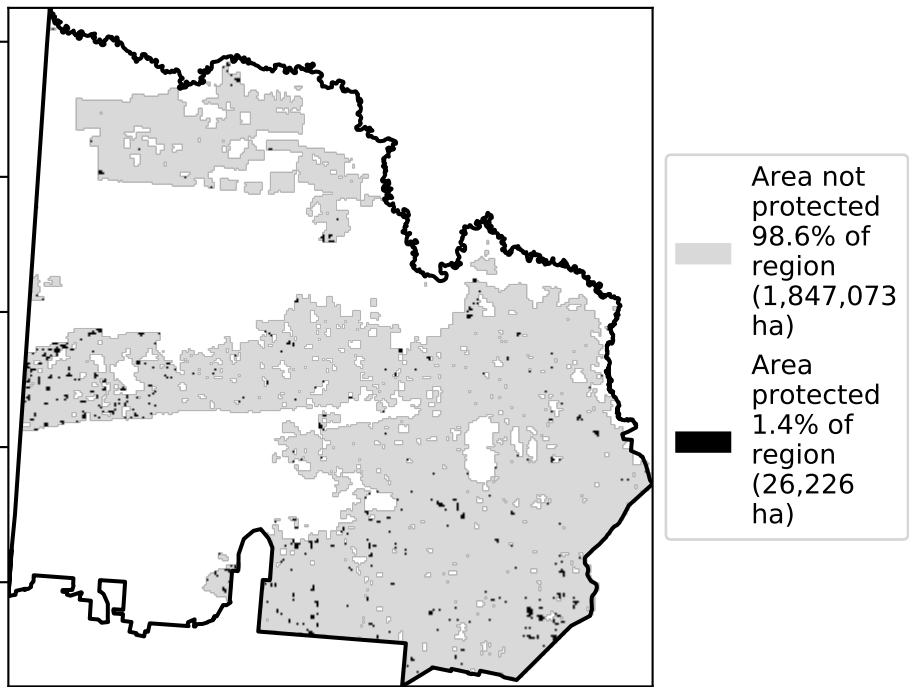 Area not
protected
98.6% of
region
(1,847,073
ha)
Area
protected
1.4% of
region
(26,226
ha)